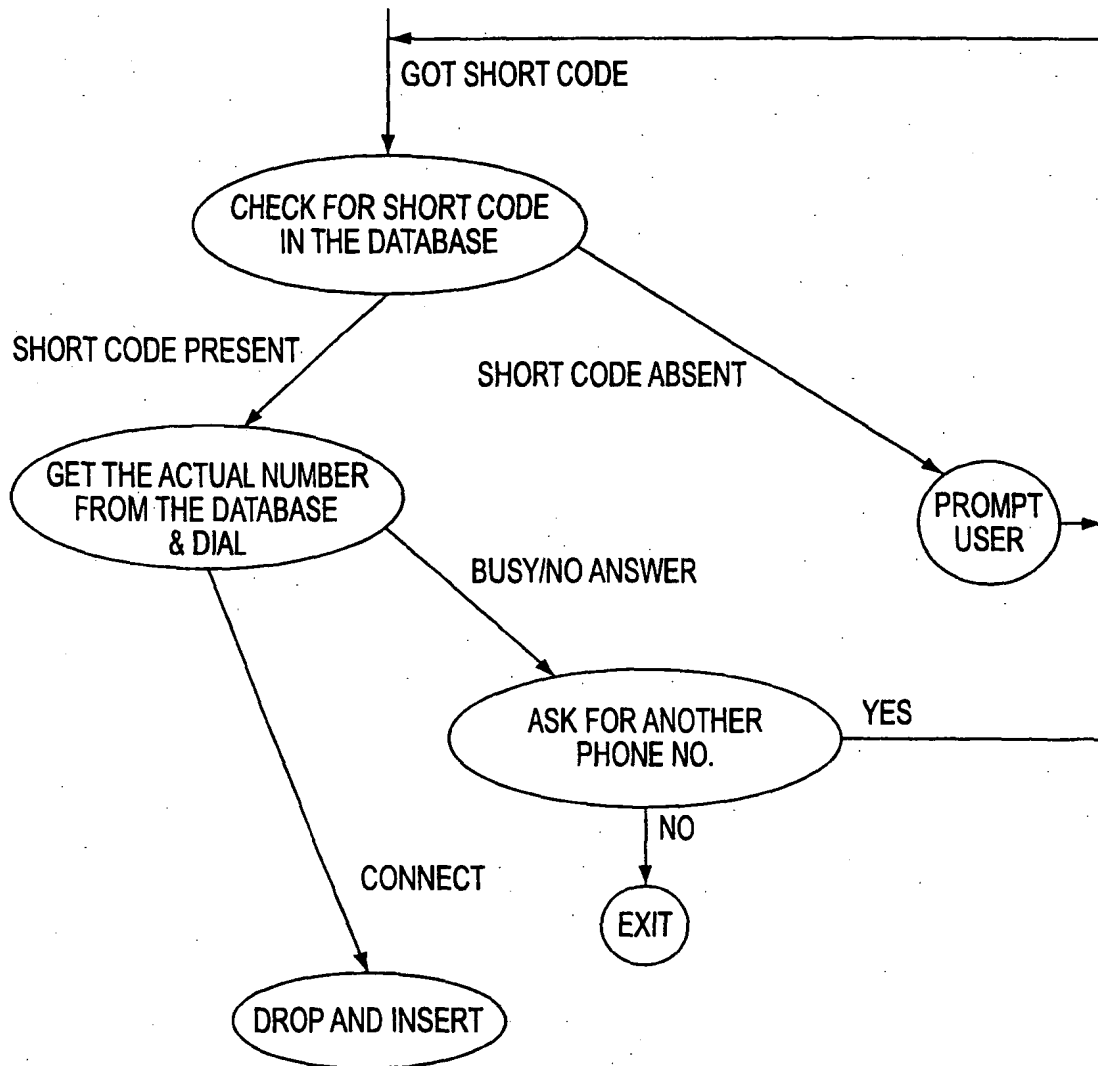 GOT SHORT CODE
CHECK FOR SHORT CODE
IN THE DATABASE
SHORT CODE PRESENT
SHORT CODE ABSENT
GET THE ACTUAL NUMBER
FROM THE DATABASE
& DIAL
PROMPT
USER
BUSY/NO ANSWER
ASK FOR ANOTHER
PHONE NO.
YES
NO
CONNECT
EXIT
DROP AND INSERT